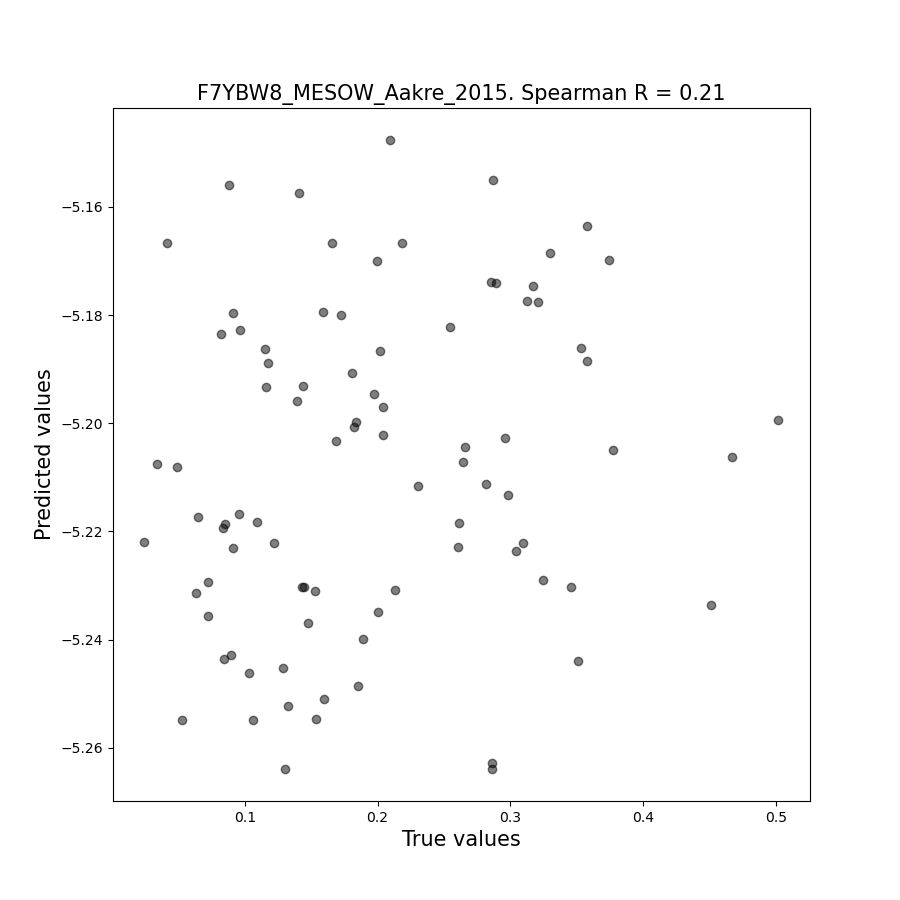 F7YBW8_MESOW_Aakre_2015. Spearman R = 0.21
Predicted values
−5.16
−5.18
−5.20
−5.22
−5.24
−5.26
0.1 0.2 0.3 0.4 0.5
True values